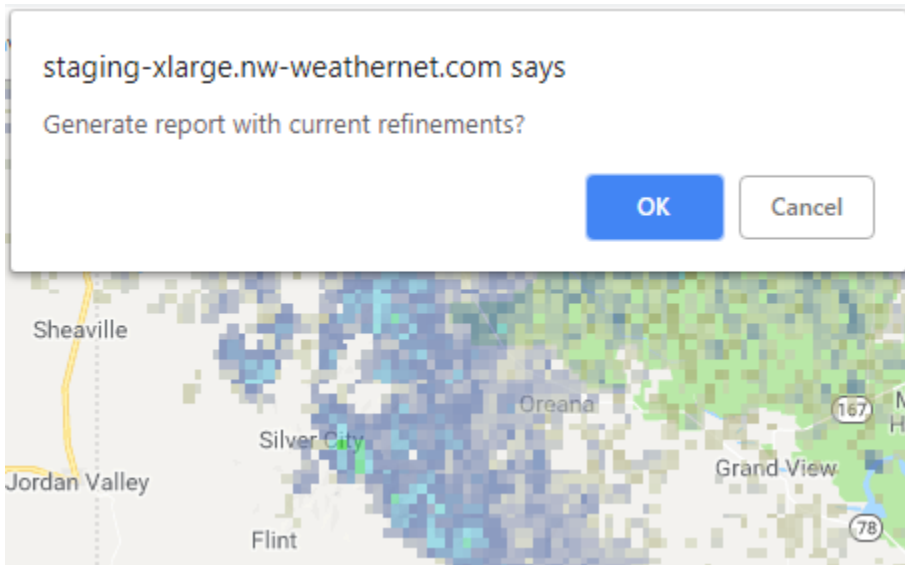 staging-xlarge.nw-weathernet.com says
Generate report with current refinements?
OK
Cancel
Sheaville
Oreana
167
Silver City
Grand View
Jordan Valley
78
Flint